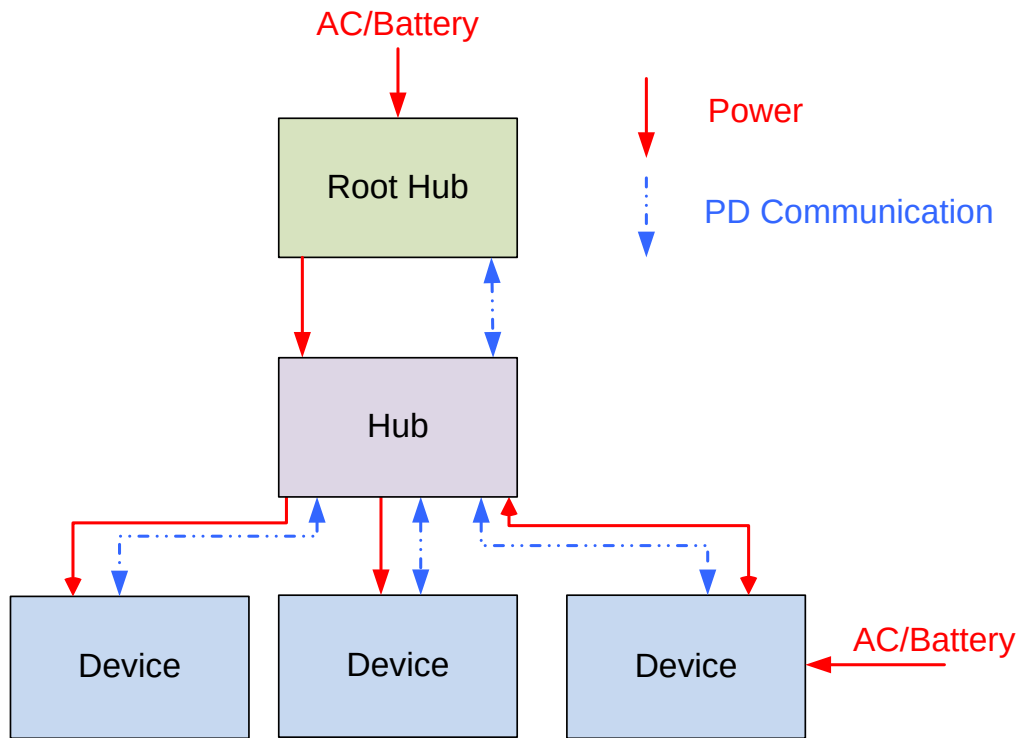 AC/Battery
Power
Root Hub
PD Communication
Hub
Device
Device
Device
AC/Battery